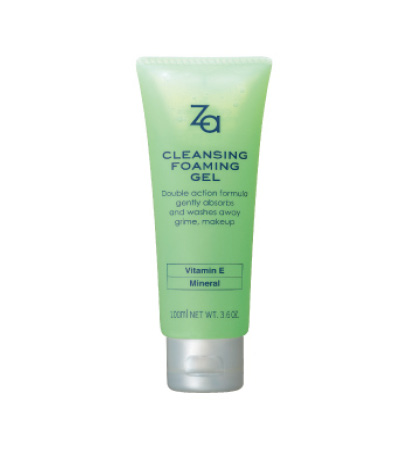 Za
CLEANSING
FOAMING
GEL
Double action formula
gently absorbs
and washes away
grime, makeup
Vitamin E
Mineral
100ml NET WT. 3.6 OZ.